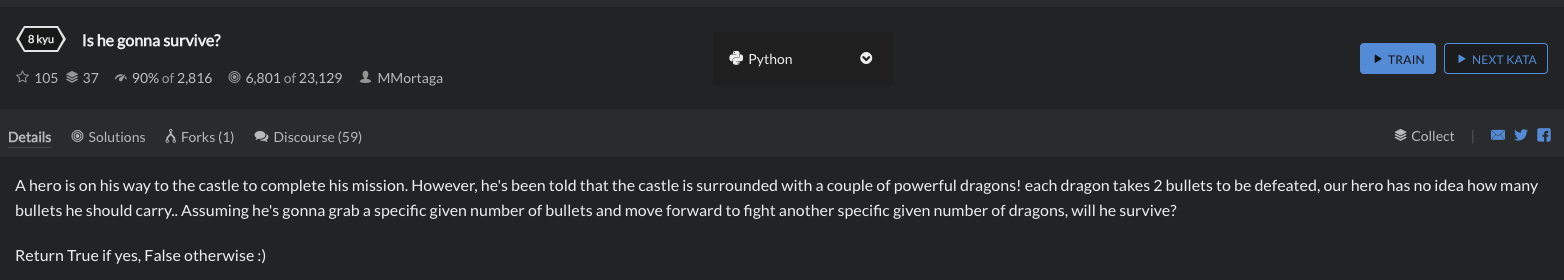 8 kyu Is he gonna survive?
Python
TRAIN NEXT KATA
105 37 90% of 2,816 6,801 of 23,129 MMortaga
Details Solutions Forks (1) Discourse (59) Collect |
A hero is on his way to the castle to complete his mission. However, he's been told that the castle is surrounded with a couple of powerful dragons! each dragon takes 2 bullets to be defeated, our hero has no idea how many
bullets he should carry.. Assuming he's gonna grab a specific given number of bullets and move forward to fight another specific given number of dragons, will he survive?
Return True if yes, False otherwise :)